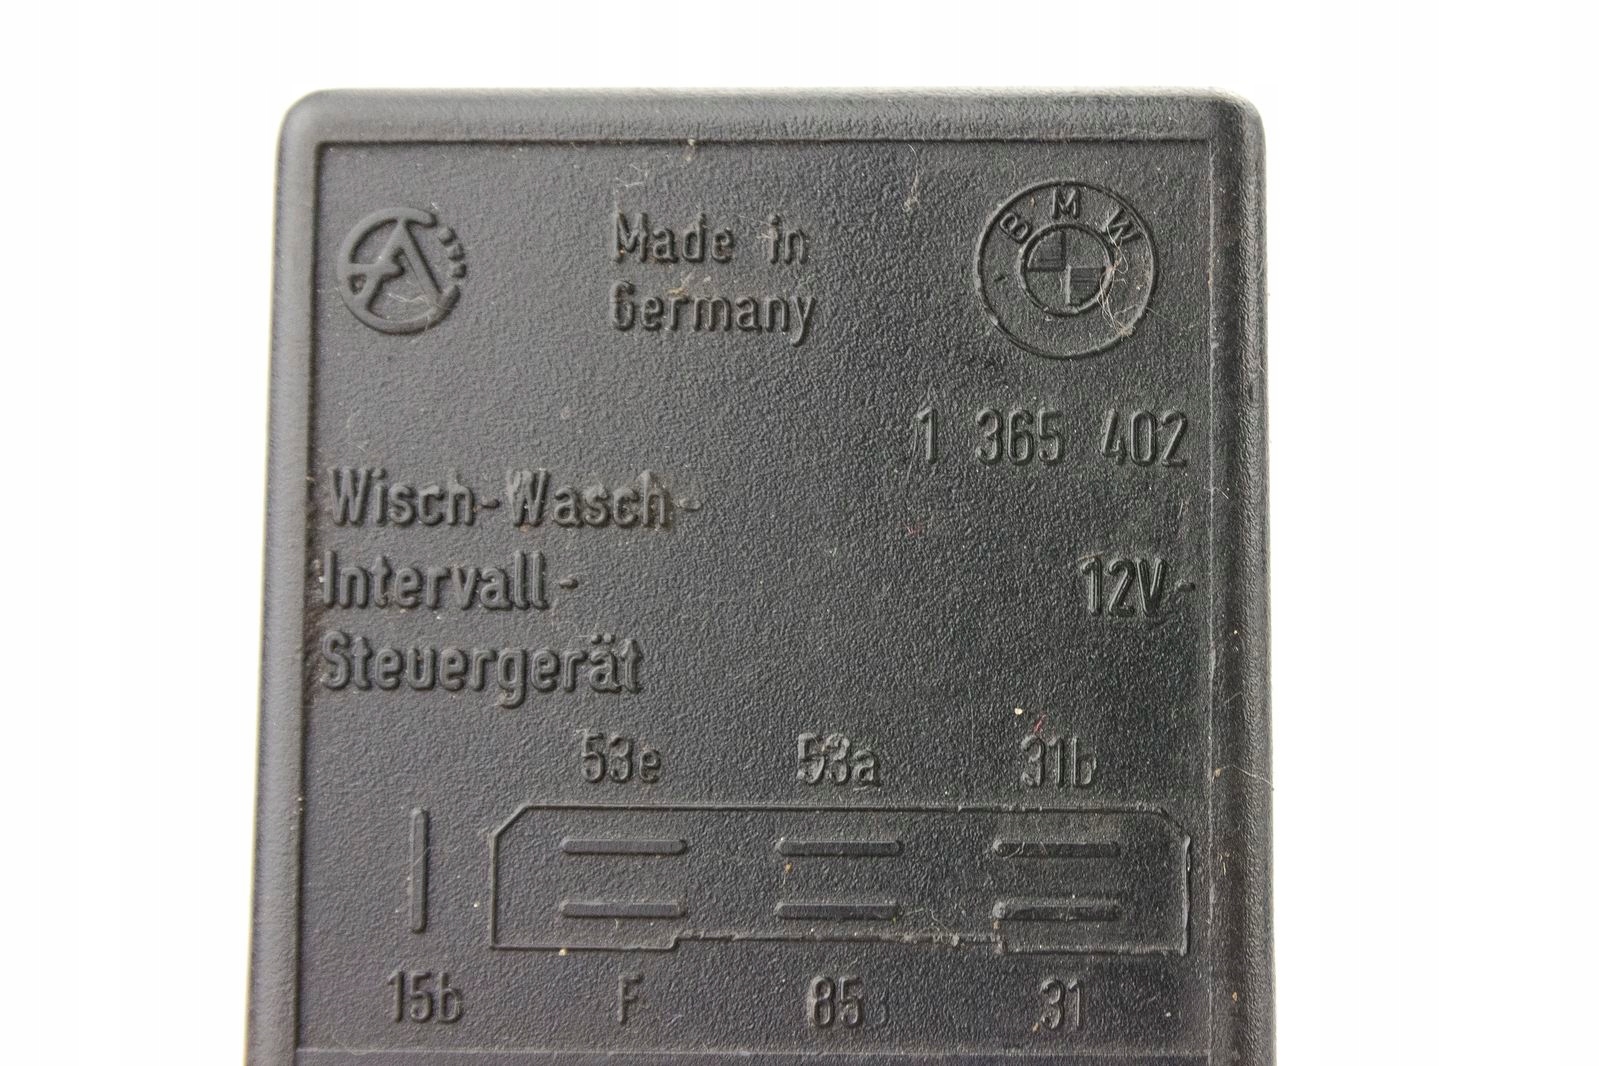 Made in
Germany
BMW
1 365 402
Wisch-Wasch-
Intervall-
12V-
Steuergerät
53e 53a 31b
15b F 85 31